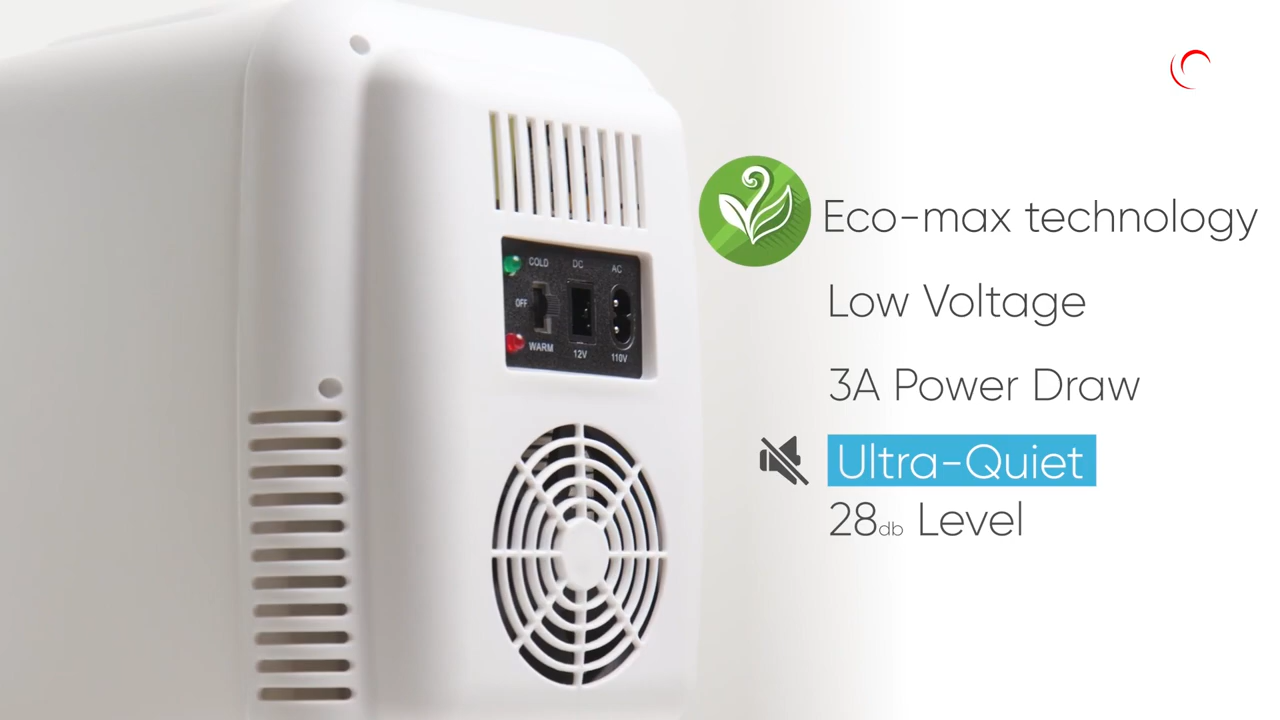 Eco-max technology
Low Voltage
3A Power Draw
Ultra-Quiet
28db Level
COLD DC AC
OFF
WARM 12V 110V